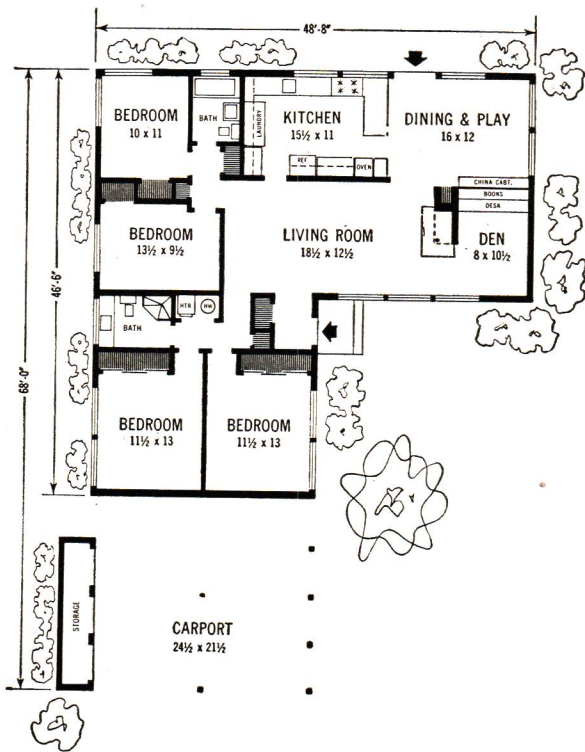 48'-8"
BEDROOM
10 x 11
BATH
LAUNDRY
KITCHEN
15½ x 11
DINING & PLAY
16 x 12
REF
OVEN
CHINA CABT.
BOOKS
DESK
BEDROOM
13½ x 9½
LIVING ROOM
18½ x 12½
DEN
8 x 10½
46'-6"
68'-0"
BATH
HTR
HW
BEDROOM
11½ x 13
BEDROOM
11½ x 13
STORAGE
CARPORT
24½ x 21½